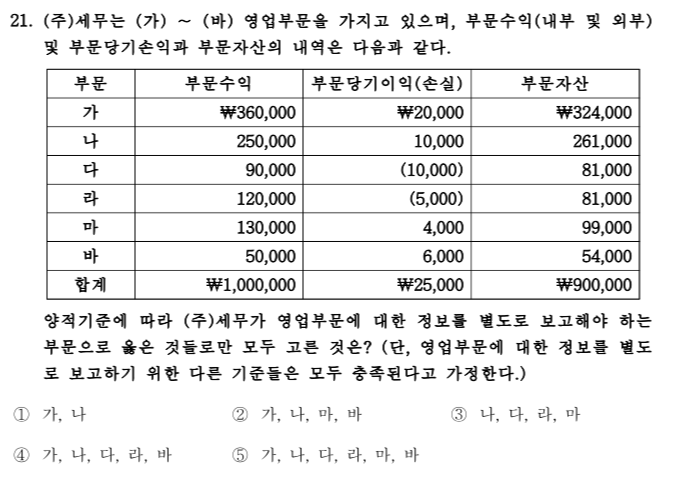 21. (주)세무는 (가) ~ (바) 영업부문을 가지고 있으며, 부문수익(내부 및 외부)
및 부문당기손익과 부문자산의 내역은 다음과 같다.
부문 부문수익 부문당기이익(손실) 부문자산
가 ₩360,000 ₩20,000 ₩324,000
나 250,000 10,000 261,000
다 90,000 (10,000) 81,000
라 120,000 (5,000) 81,000
마 130,000 4,000 99,000
바 50,000 6,000 54,000
합계 ₩1,000,000 ₩25,000 ₩900,000
양적기준에 따라 (주)세무가 영업부문에 대한 정보를 별도로 보고해야 하는
부문으로 옳은 것들로만 모두 고른 것은? (단, 영업부문에 대한 정보를 별도
로 보고하기 위한 다른 기준들은 모두 충족된다고 가정한다.)
① 가, 나 ② 가, 나, 마, 바 ③ 나, 다, 라, 마
④ 가, 나, 다, 라, 바 ⑤ 가, 나, 다, 라, 마, 바